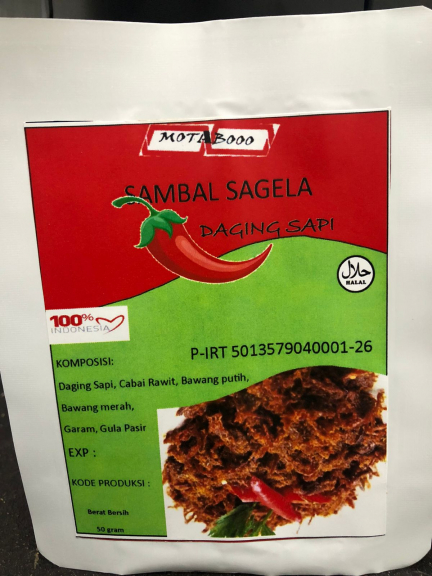 MOTABOOO
SAMBAL SAGELA
DAGING SAPI
حلال
HALAL
100%
INDONESIA
P-IRT 5013579040001-26
KOMPOSISI:
Daging Sapi, Cabai Rawit, Bawang putih,
Bawang merah,
Garam, Gula Pasir
EXP :
KODE PRODUKSI :
Berat Bersih
50 gram